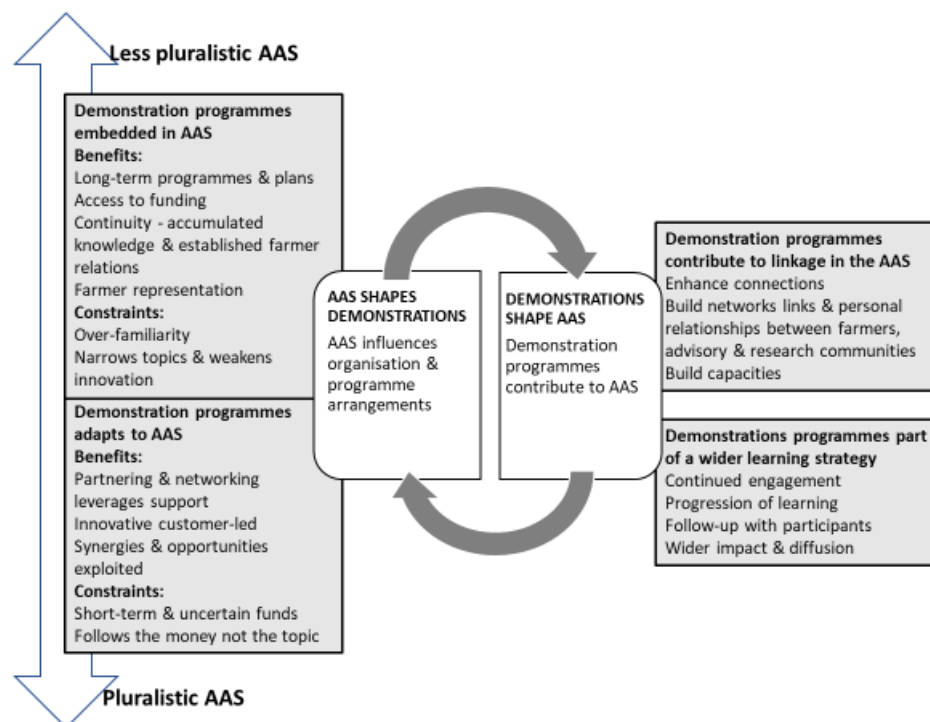 Less pluralistic AAS
Demonstration programmes
embedded in AAS
Benefits:
Long-term programmes & plans
Access to funding
Continuity - accumulated
knowledge & established farmer
relations
Farmer representation
Constraints:
Over-familiarity
Narrows topics & weakens
innovation
Demonstration programmes
adapts to AAS
Benefits:
Partnering & networking
leverages support
Innovative customer-led
Synergies & opportunities
exploited
Constraints:
Short-term & uncertain funds
Follows the money not the topic
Pluralistic AAS
AAS SHAPES
DEMONSTRATIONS
AAS influences
organisation &
programme
arrangements
DEMONSTRATIONS
SHAPE AAS
Demonstration
programmes
contribute to AAS
Demonstration programmes
contribute to linkage in the AAS
Enhance connections
Build networks links & personal
relationships between farmers,
advisory & research communities
Build capacities
Demonstrations programmes part
of a wider learning strategy
Continued engagement
Progression of learning
Follow-up with participants
Wider impact & diffusion